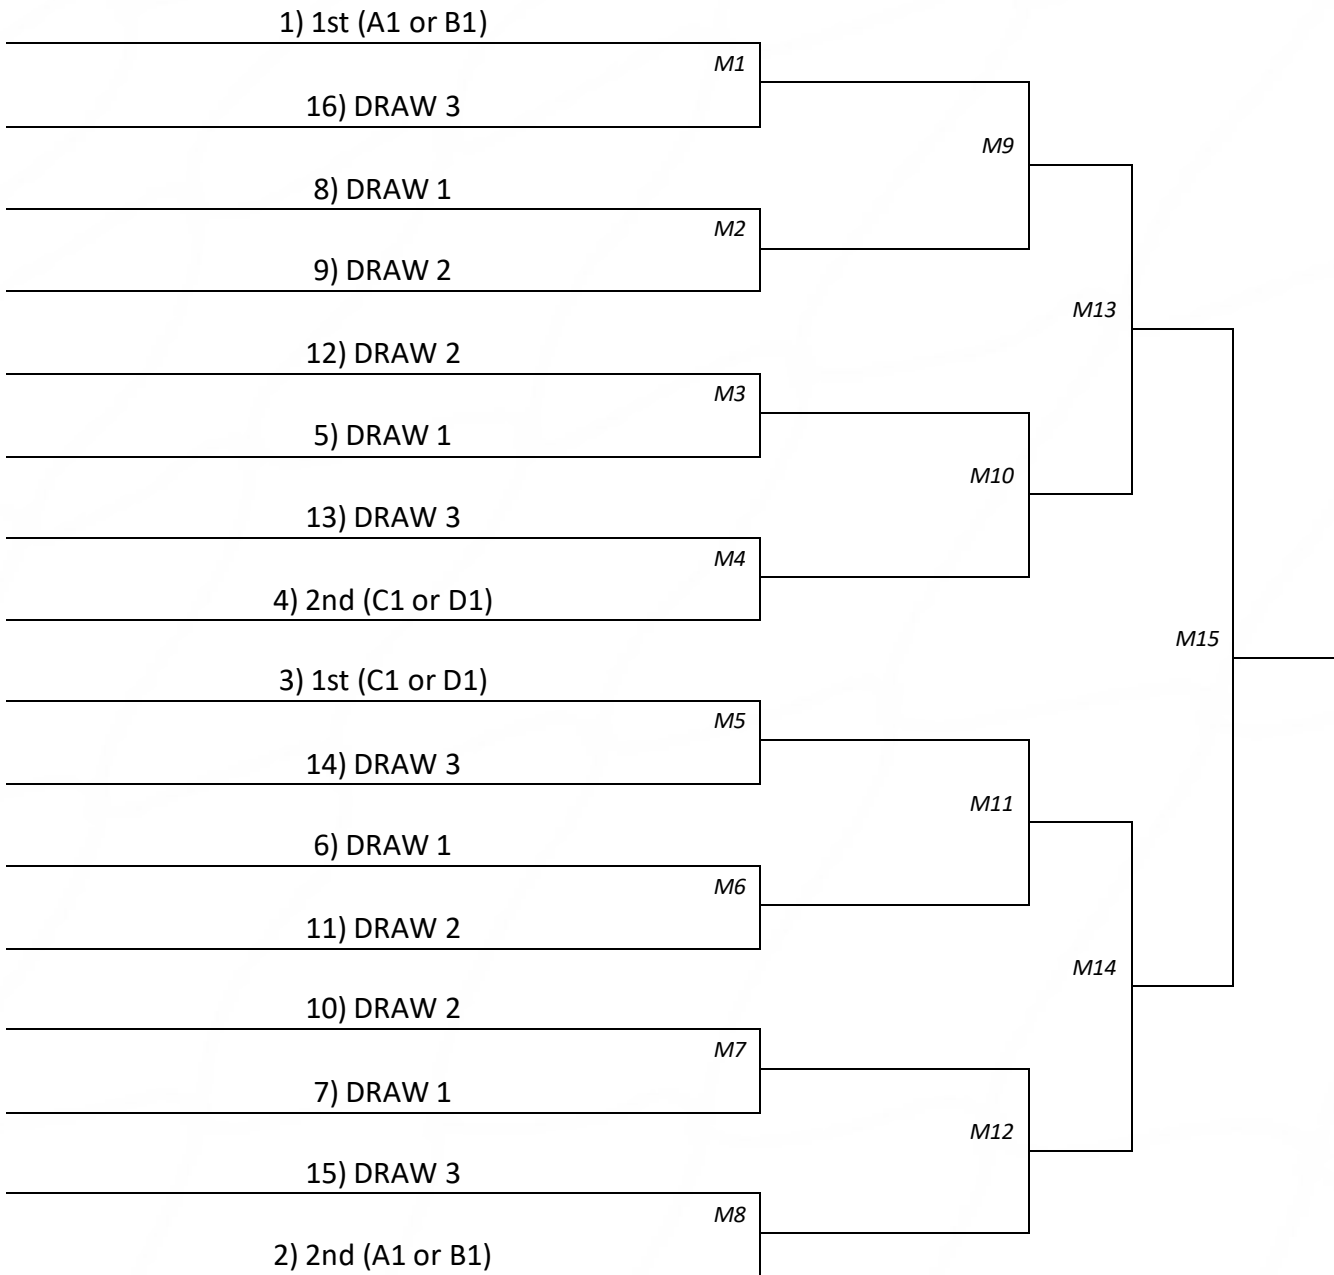 1) 1st (A1 or B1)
M1
16) DRAW 3
M9
8) DRAW 1
M2
9) DRAW 2
M13
12) DRAW 2
M3
5) DRAW 1
M10
13) DRAW 3
M4
4) 2nd (C1 or D1)
M15
3) 1st (C1 or D1)
M5
14) DRAW 3
M11
6) DRAW 1
M6
11) DRAW 2
M14
10) DRAW 2
M7
7) DRAW 1
M12
15) DRAW 3
M8
2) 2nd (A1 or B1)